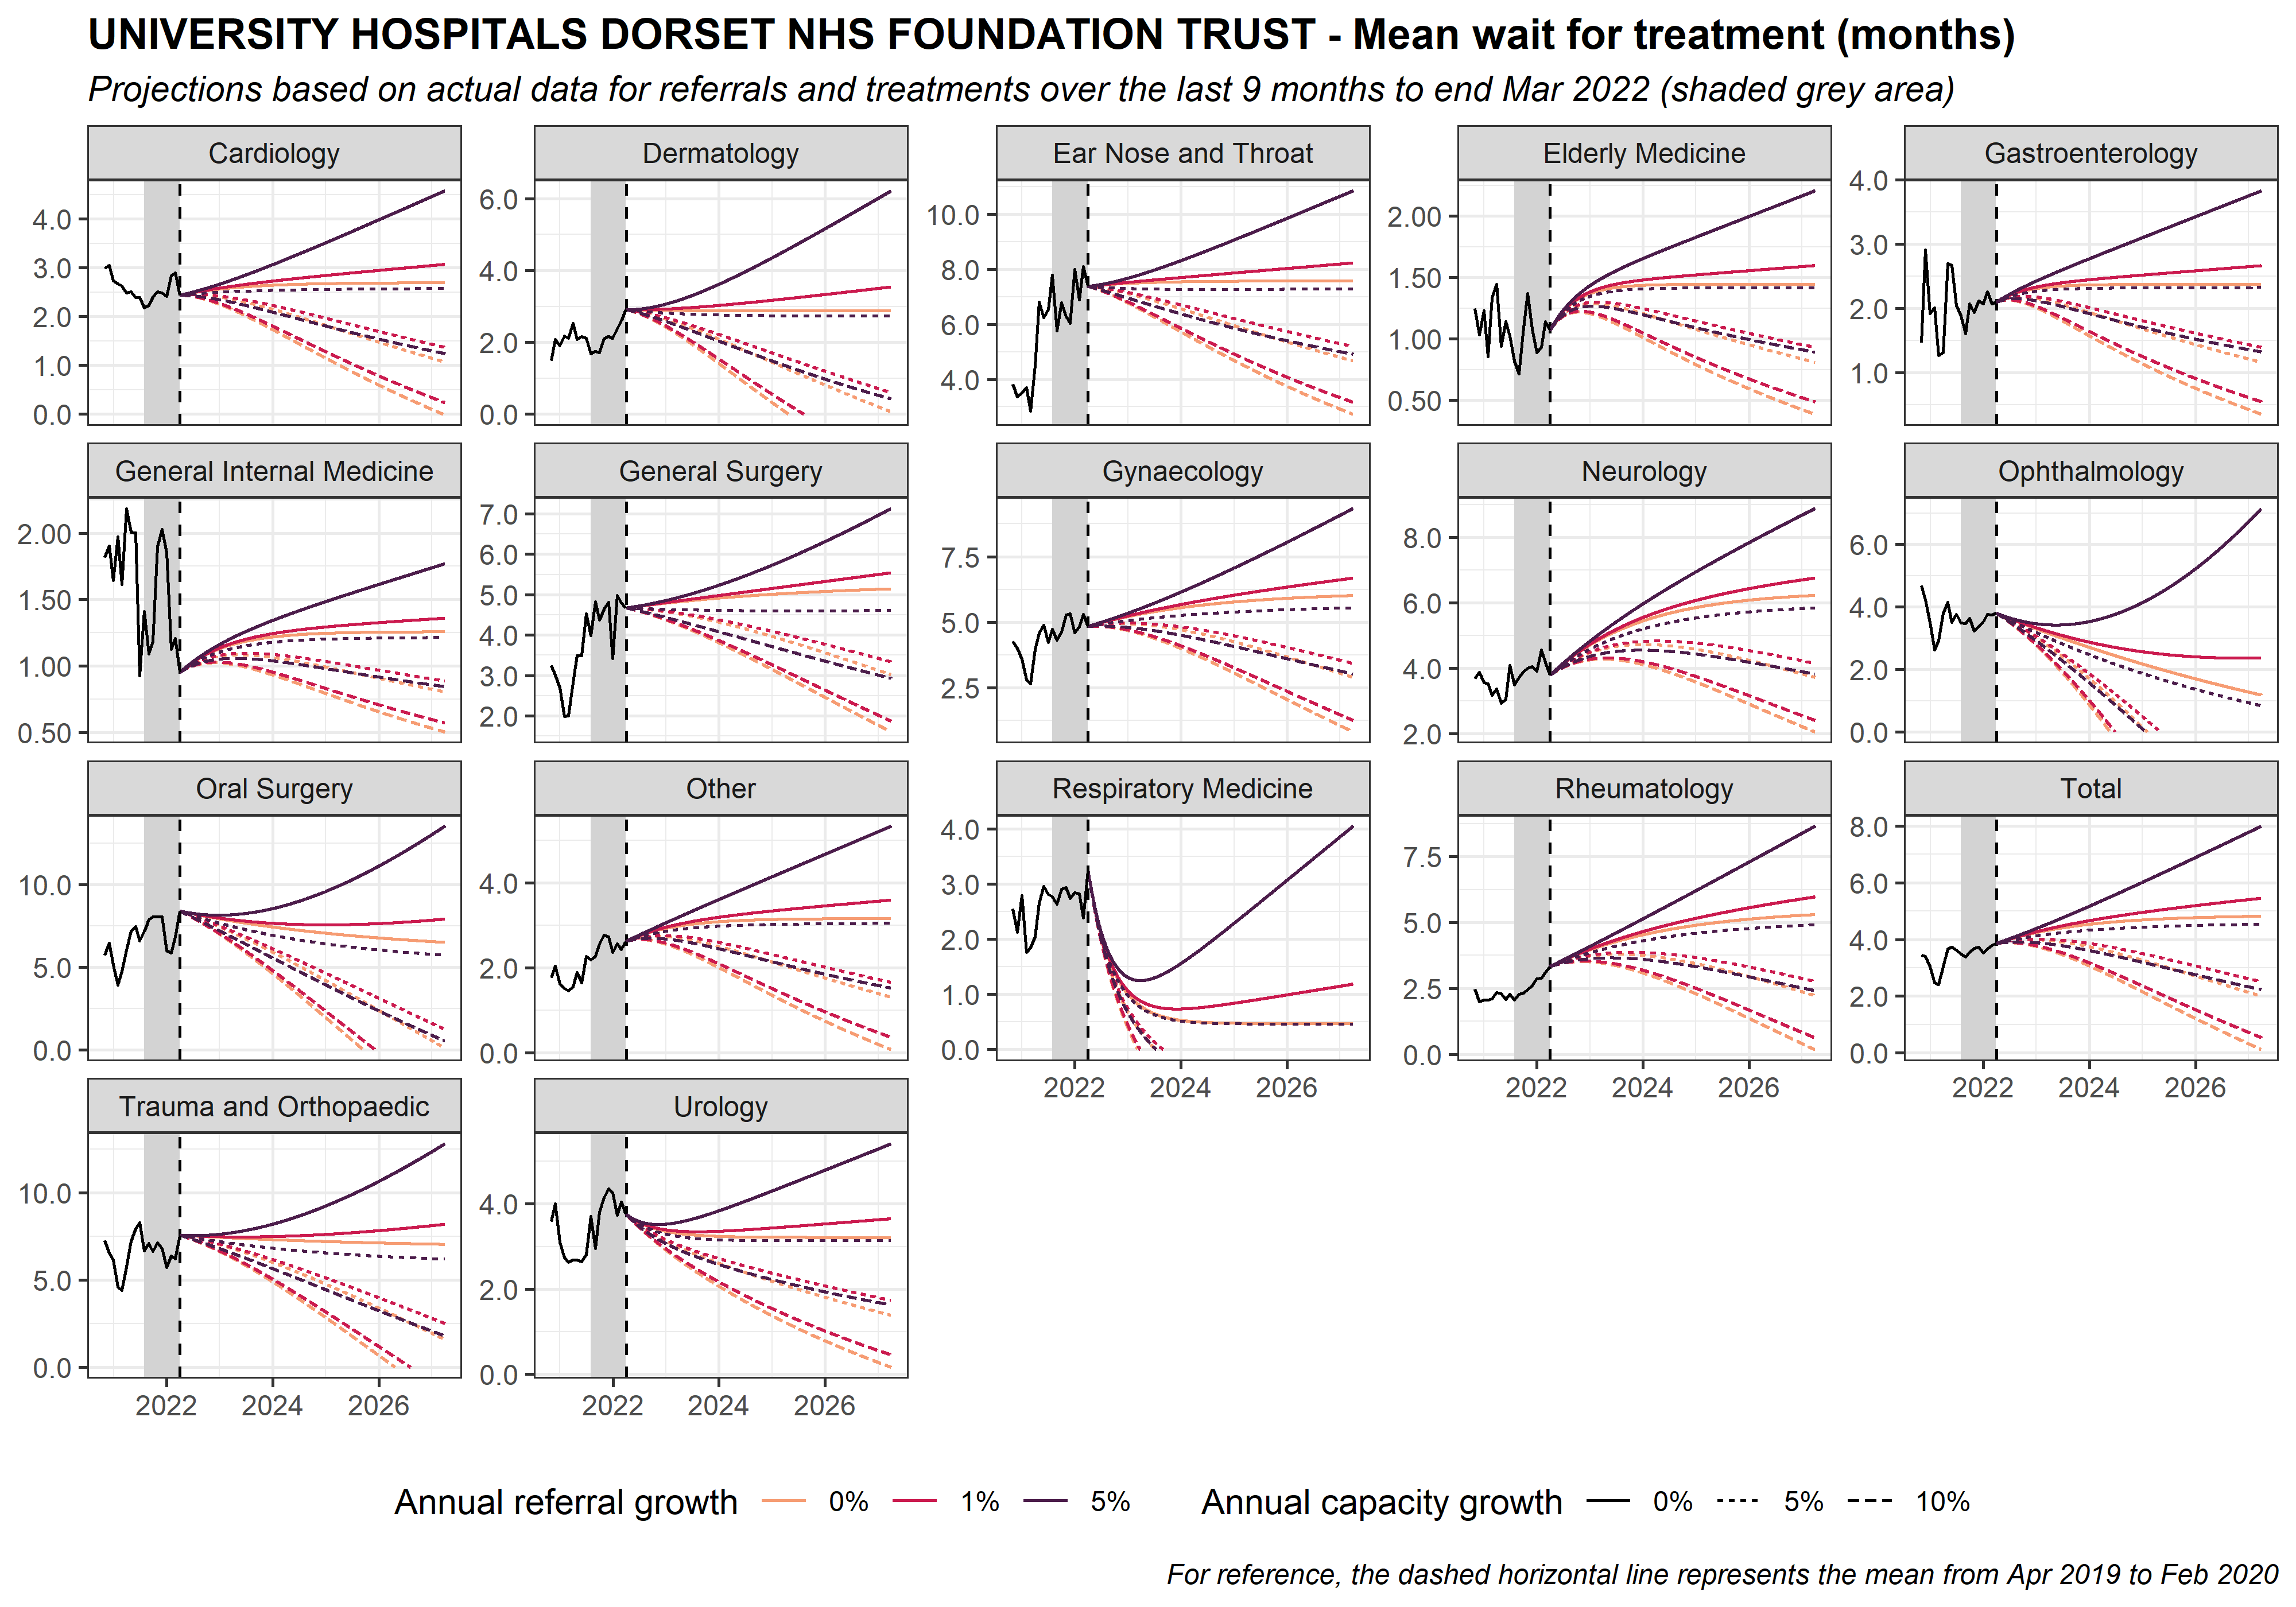 UNIVERSITY HOSPITALS DORSET NHS FOUNDATION TRUST - Mean wait for treatment (months)
Projections based on actual data for referrals and treatments over the last 9 months to end Mar 2022 (shaded grey area)
Cardiology
4.0
3.0
2.0
1.0
0.0
Dermatology
6.0
4.0
2.0
0.0
Ear Nose and Throat
10.0
8.0
6.0
4.0
Elderly Medicine
2.00
1.50
1.00
0.50
Gastroenterology
4.0
3.0
2.0
1.0
General Internal Medicine
2.00
1.50
1.00
0.50
General Surgery
7.0
6.0
5.0
4.0
3.0
2.0
Gynaecology
7.5
5.0
2.5
Neurology
8.0
6.0
4.0
2.0
Ophthalmology
6.0
4.0
2.0
0.0
Oral Surgery
10.0
5.0
0.0
Other
4.0
2.0
0.0
Respiratory Medicine
4.0
3.0
2.0
1.0
0.0
2022 2024 2026
Rheumatology
7.5
5.0
2.5
0.0
2022 2024 2026
Total
8.0
6.0
4.0
2.0
0.0
2022 2024 2026
Trauma and Orthopaedic
10.0
5.0
0.0
2022 2024 2026
Urology
4.0
2.0
0.0
2022 2024 2026
Annual referral growth 0% 1% 5% Annual capacity growth 0% 5% 10%
For reference, the dashed horizontal line represents the mean from Apr 2019 to Feb 2020